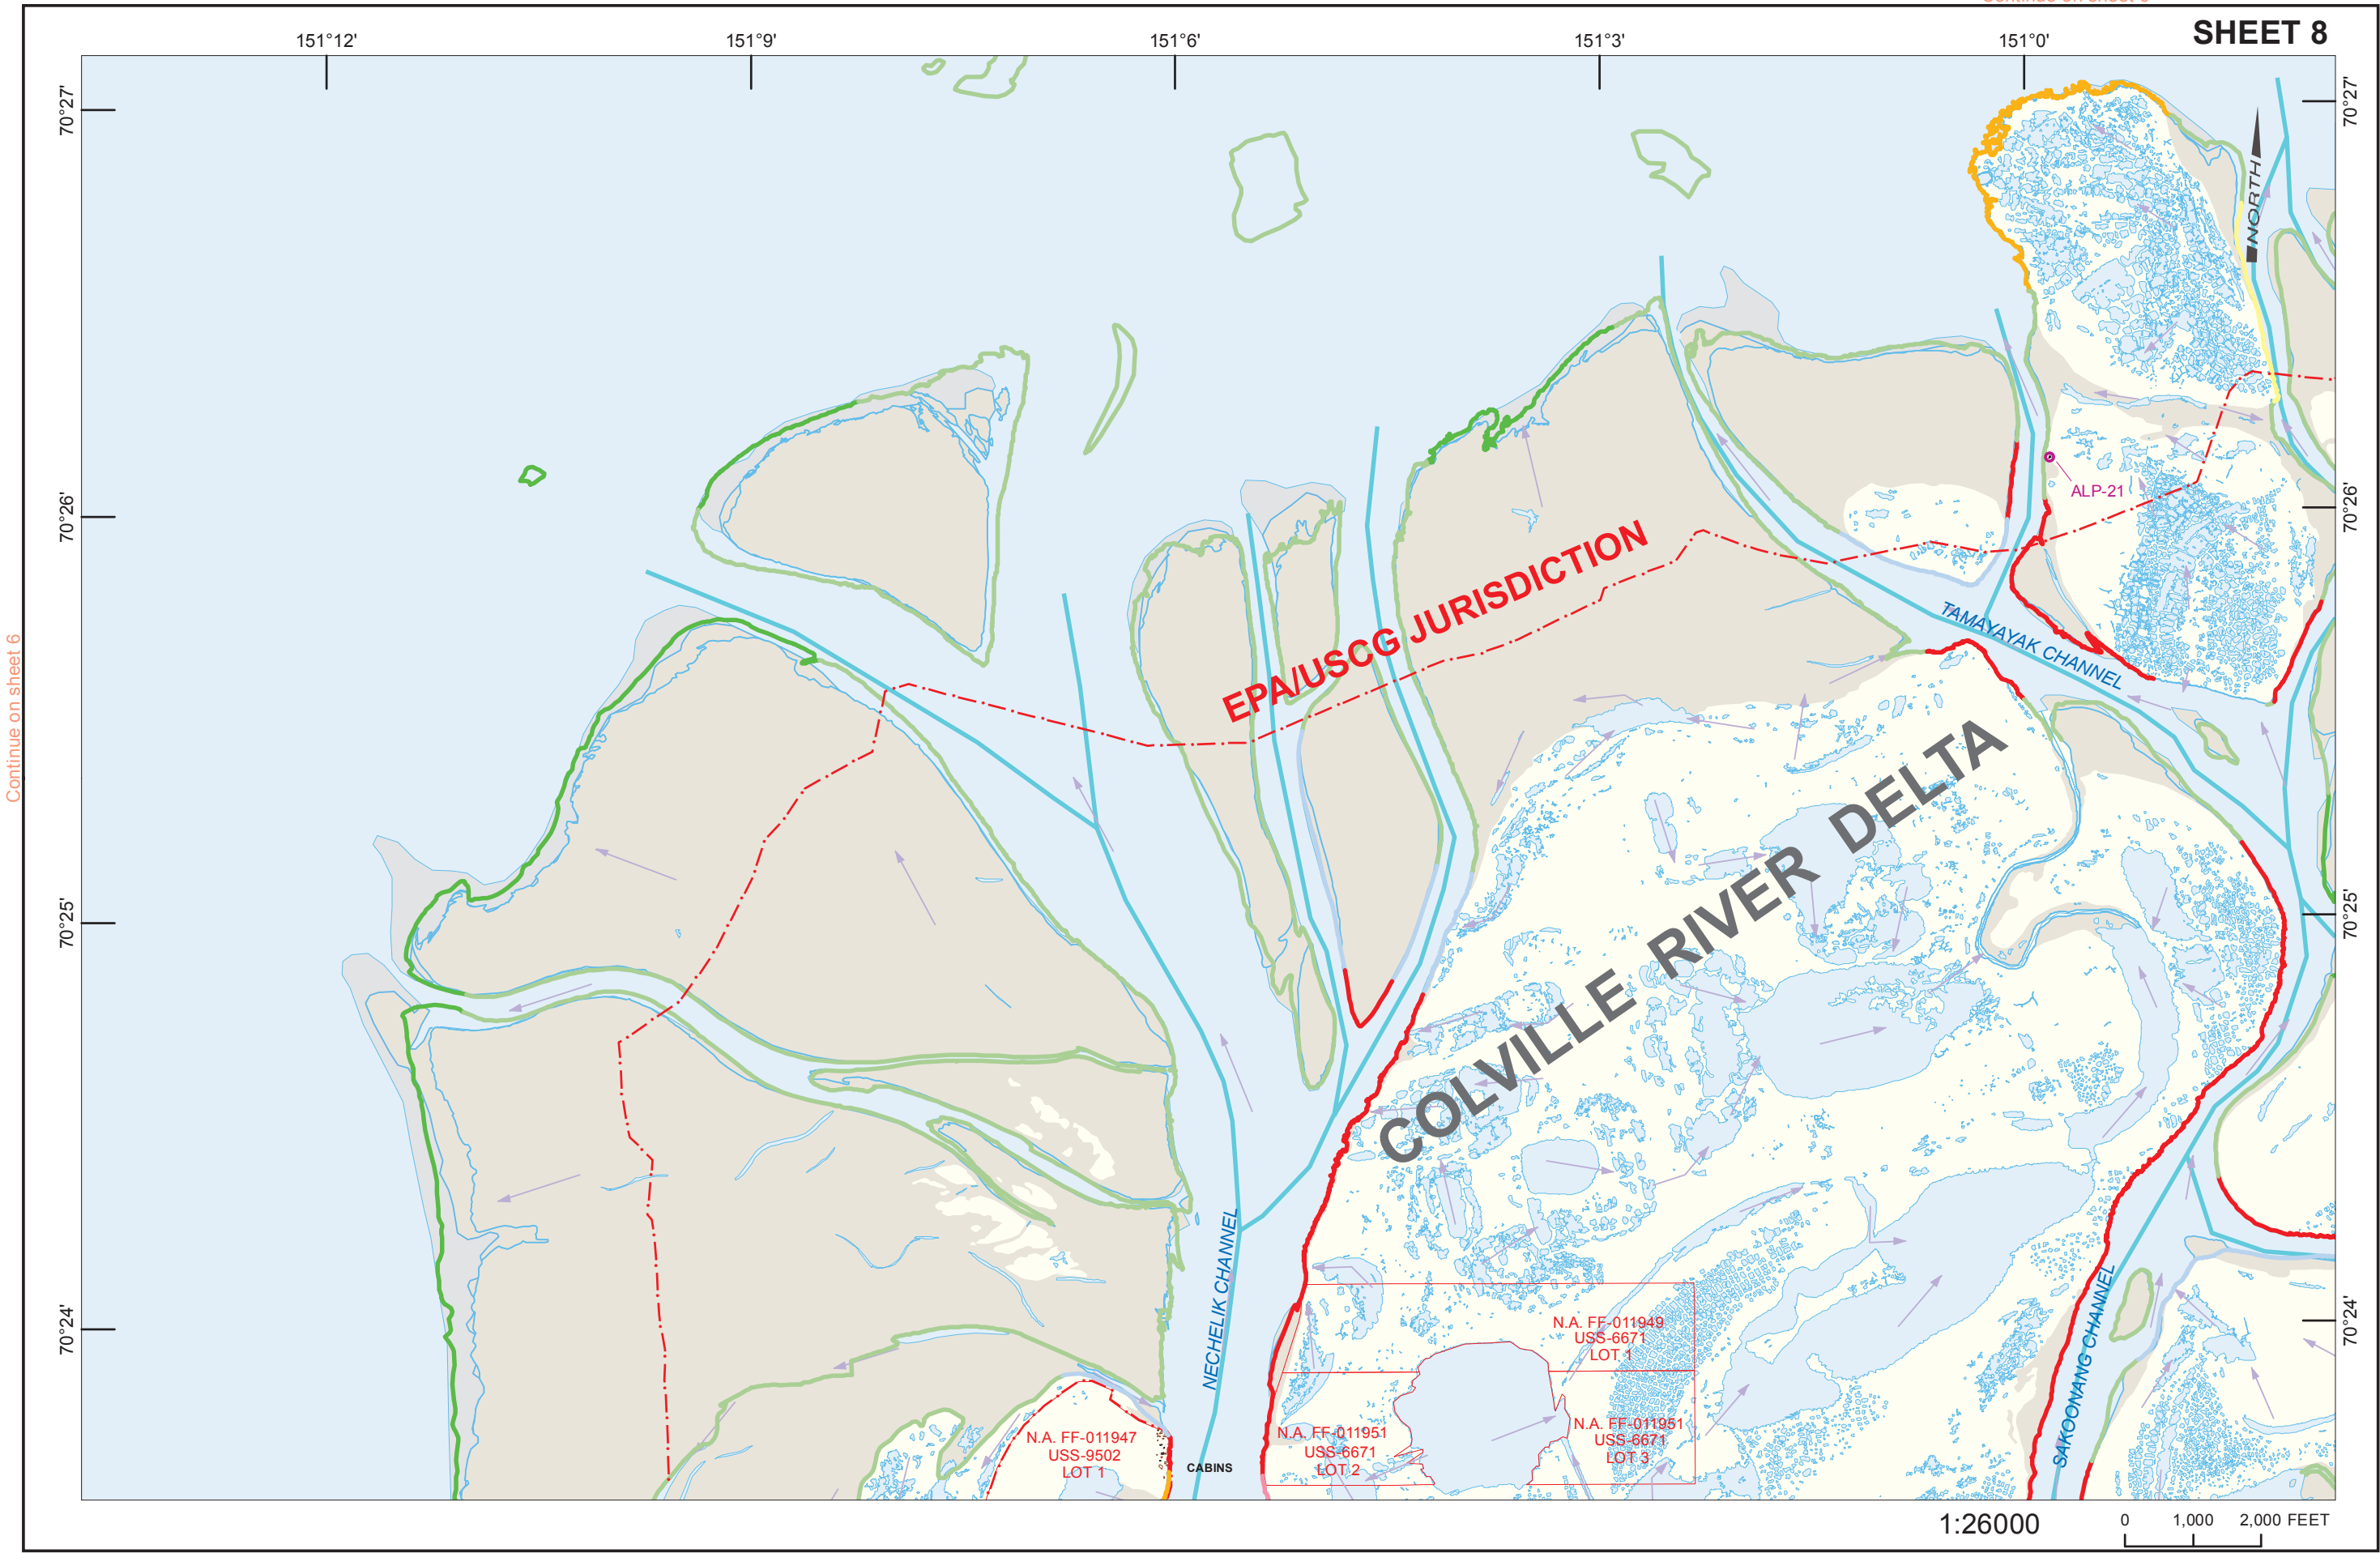 SHEET 8
151°12'
151°9'
151°6'
151°3'
151°0'
70°27'
70°27'
NORTH
ALP-21
70°26'
70°26'
EPA/USCG JURISDICTION
TAMAYAYAK CHANNEL
Continue on sheet 6
COLVILLE RIVER DELTA
70°25'
70°25'
NECHELIK CHANNEL
SAKOONANG CHANNEL
70°24'
70°24'
N.A. FF-011949
USS-6671
LOT 1
N.A. FF-011947
USS-9502
LOT 1
CABINS
N.A. FF-011951
USS-6671
LOT 2
N.A. FF-011951
USS-6671
LOT 3
1:26000
0 1,000 2,000 FEET